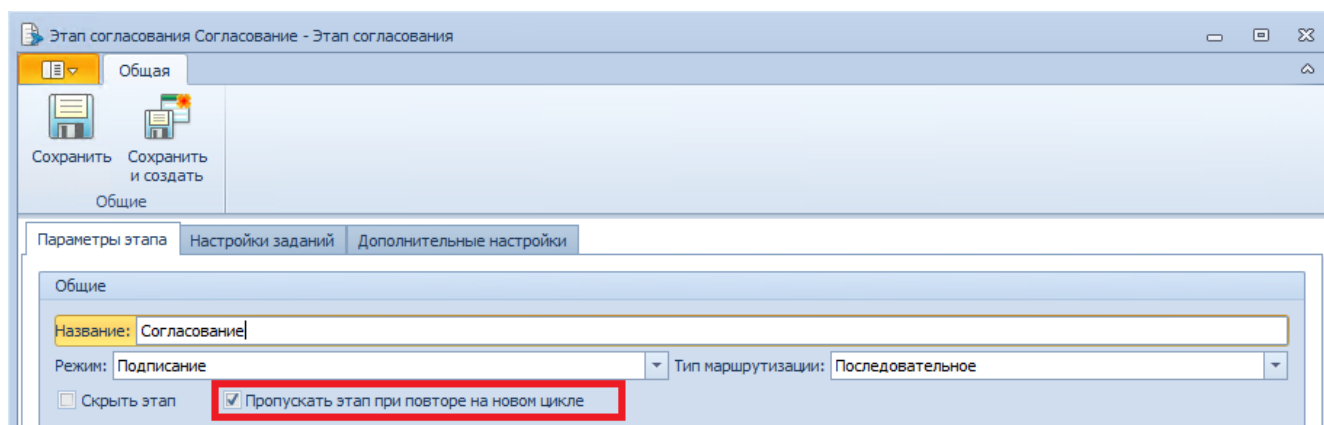 Этап согласования Согласование - Этап согласования
Общая
Сохранить Сохранить и создать
Общие
Параметры этапа Настройки заданий Дополнительные настройки
Общие
Название: Согласование
Режим: Подписание Тип маршрутизации: Последовательное
Скрыть этап Пропускать этап при повторе на новом цикле